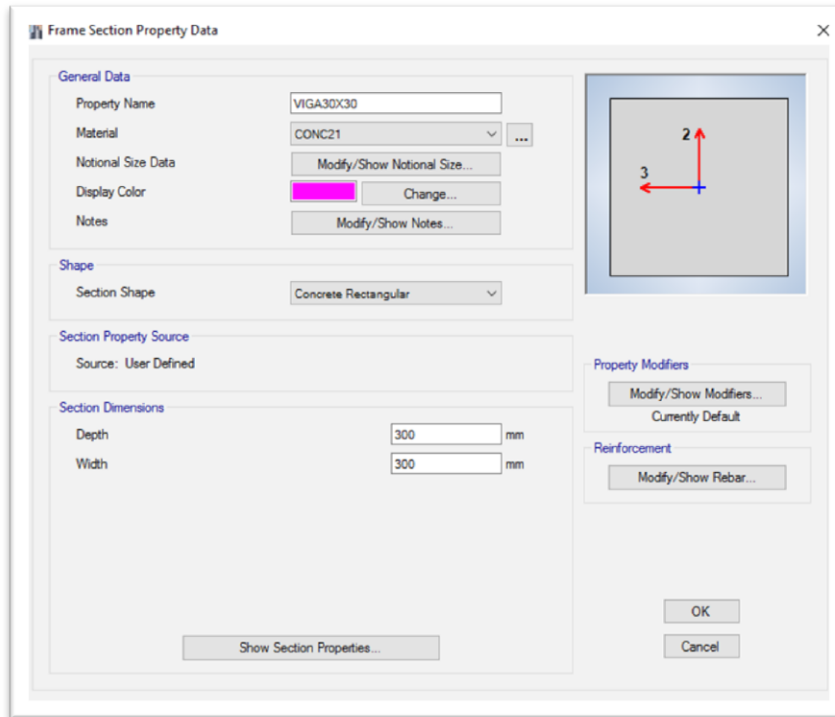 Frame Section Property Data
General Data
Property Name VIGA30X30
Material CONC21 ...
Notional Size Data Modify/Show Notional Size...
Display Color Change...
Notes Modify/Show Notes...
2
3
Shape
Section Shape Concrete Rectangular
Section Property Source
Source: User Defined
Section Dimensions
Depth 300 mm
Width 300 mm
Show Section Properties...
Property Modifiers
Modify/Show Modifiers...
Currently Default
Reinforcement
Modify/Show Rebar...
OK
Cancel